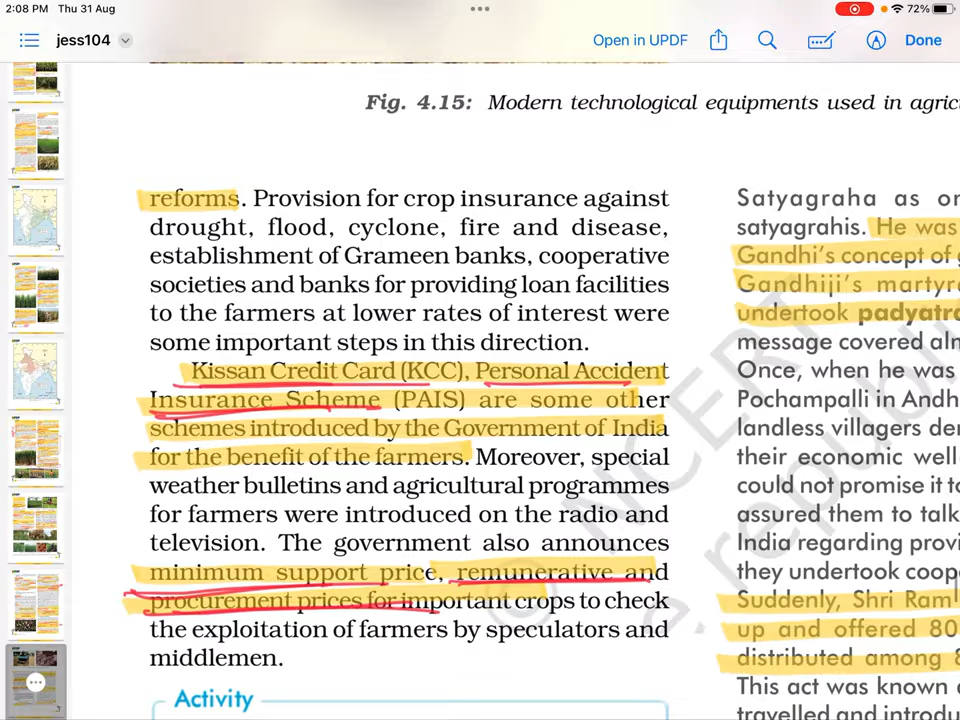 2:08 PM Thu 31 Aug
72%
jess104
Open in UPDF
Done
Fig. 4.15: Modern technological equipments used in agric
reforms. Provision for crop insurance against
drought, flood, cyclone, fire and disease,
establishment of Grameen banks, cooperative
societies and banks for providing loan facilities
to the farmers at lower rates of interest were
some important steps in this direction.
Kissan Credit Card (KCC), Personal Accident
Insurance Scheme (PAIS) are some other
schemes introduced by the Government of India
for the benefit of the farmers. Moreover, special
weather bulletins and agricultural programmes
for farmers were introduced on the radio and
television. The government also announces
minimum support price, remunerative and
procurement prices for important crops to check
the exploitation of farmers by speculators and
middlemen.
Activity
Satyagraha as on
satyagrahis. He was
Gandhi's concept of g
Gandhiji's martyr
undertook padyatra
message covered alm
Once, when he was
Pochampalli in Andh
landless villagers de
their economic well
could not promise it to
assured them to talk
India regarding provi
they undertook coop
Suddenly, Shri Ram
up and offered 80
distributed among 8
This act was known a
travelled and introdu
© NCERT